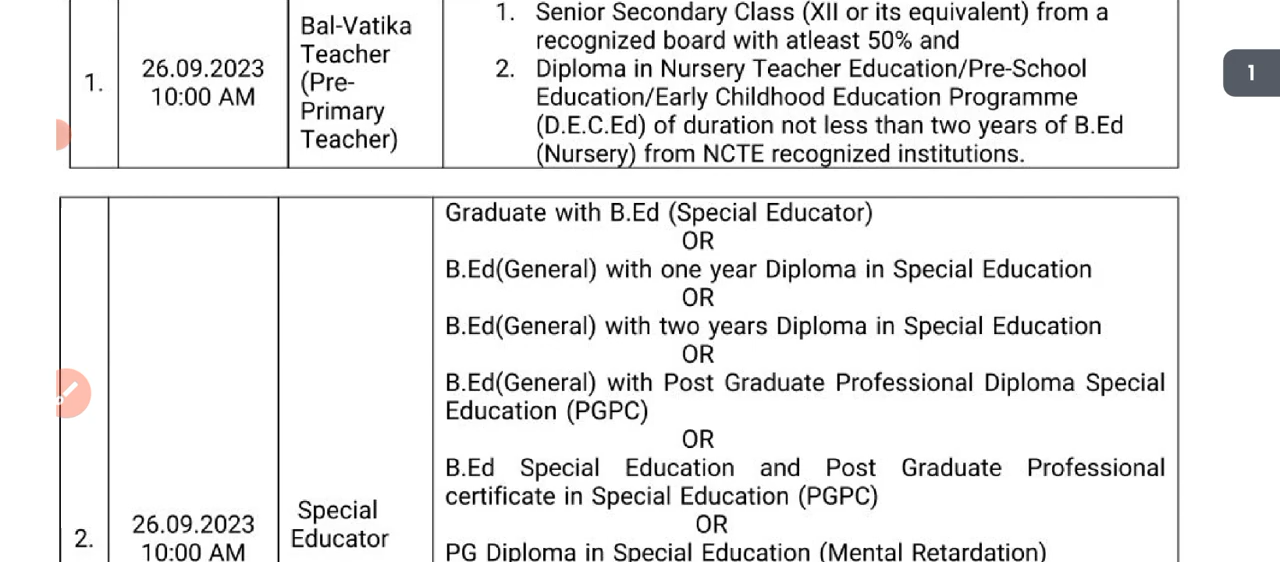 1.
26.09.2023
10:00 AM
Bal-Vatika
Teacher
(Pre-
Primary
Teacher)
1. Senior Secondary Class (XII or its equivalent) from a
recognized board with atleast 50% and
2. Diploma in Nursery Teacher Education/Pre-School
Education/Early Childhood Education Programme
(D.E.C.Ed) of duration not less than two years of B.Ed
(Nursery) from NCTE recognized institutions.
1
2.
26.09.2023
10:00 AM
Special
Educator
Graduate with B.Ed (Special Educator)
OR
B.Ed(General) with one year Diploma in Special Education
OR
B.Ed(General) with two years Diploma in Special Education
OR
B.Ed(General) with Post Graduate Professional Diploma Special
Education (PGPC)
OR
B.Ed Special Education and Post Graduate Professional
certificate in Special Education (PGPC)
OR
PG Diploma in Special Education (Mental Retardation)